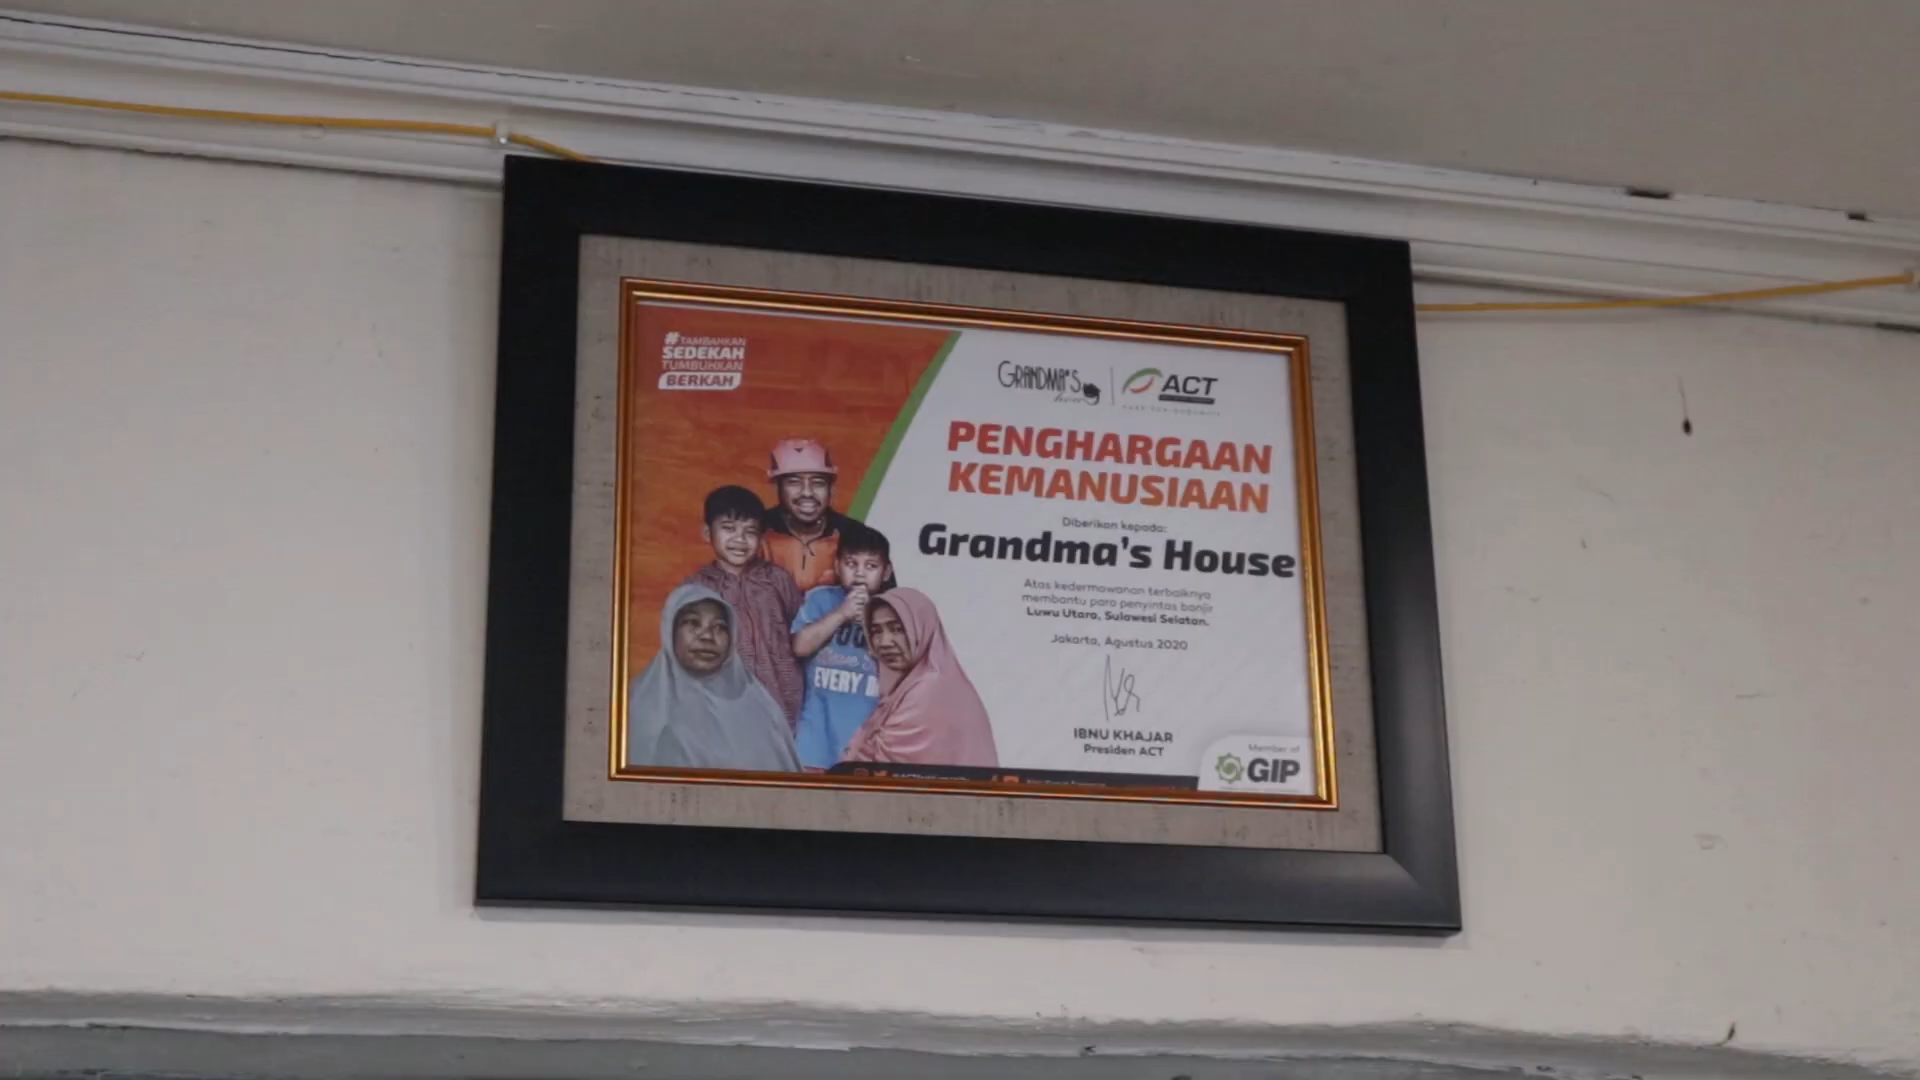 #TAMBAHKAN
SEDEKAH
TUMBUHKAN
BERKAH
GRANDMA'S
ACT
PENGHARGAAN
KEMANUSIAAN
Diberikan kepada:
Grandma's House
Atas kedermawanan terbaiknya
membantu para penyintas banjir
Luwu Utara, Sulawesi Selatan.
Jakarta, Agustus 2020
IBNU KHAJAR
Presiden ACT
Member of
GIP
EVERY